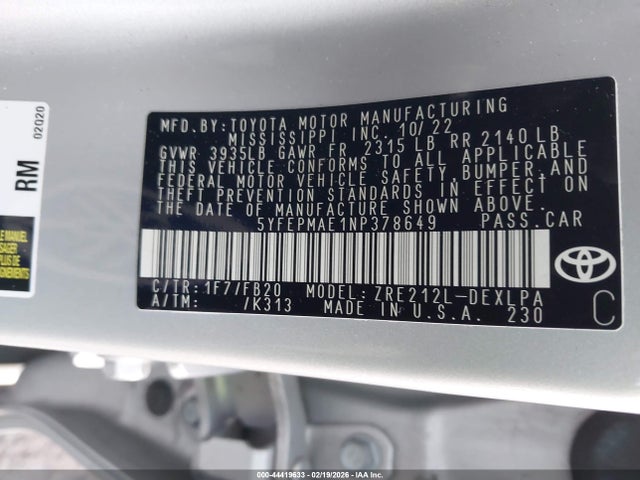 MFD.BY:TOYOTA MOTOR MANUFACTURING
MISSISSIPPI INC. 10/22
GVWR 3935LB GAWR FR 2315 LB RR 2140 LB
THIS VEHICLE CONFORMS TO ALL APPLICABLE
FEDERAL MOTOR VEHICLE SAFETY, BUMPER, AND
THEFT PREVENTION STANDARDS IN EFFECT ON
THE DATE OF MANUFACTURE SHOWN ABOVE.
5YFEPMAE1NP378649 PASS.CAR
C/TR:1F7/FB20 MODEL:ZRE212L-DEXLPA
A/TM: /K313 MADE IN U.S.A. 230
C
RM
02020
000-44419633 - 02/19/2026 - IAAI, Inc.